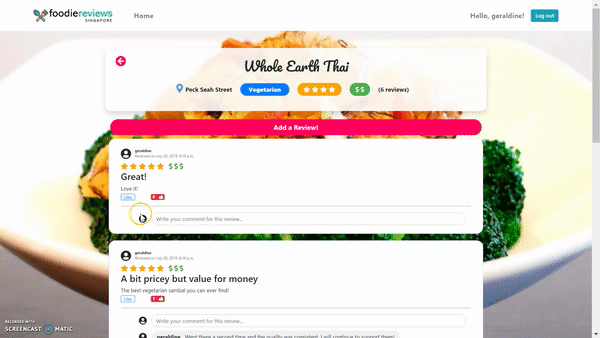 foodiereviews
SINGAPORE
Home
Hello, geraldine!
Log out
Whole Earth Thai
Peck Seah Street
Vegetarian
$ $
(6 reviews)
Add a Review!
geraldine
Reviewed on July 26, 2019,
$ $ $
Great!
Love it!
Like
Write your comment for this review...
geraldine
Reviewed on July 26, 2019,
$ $ $
A bit pricey but value for money
The best vegetarian sambal you can ever find!
Like
1
Write your comment for this review...
geraldine Went there a second time and the quality was consistent. I will continue to support them!
RECORDED WITH
SCREENCAST MATIC